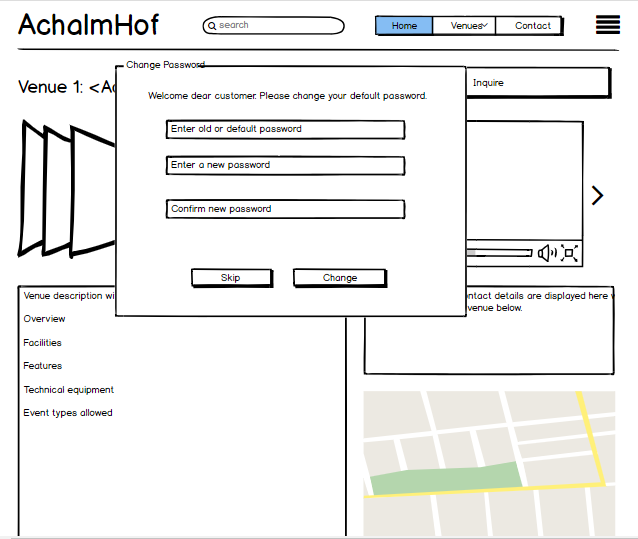 AchalmHof
search
Home
Venues
Contact
Change Password
Venue 1: <Ac
Inquire
Welcome dear customer. Please change your default password.
Enter old or default password
Enter a new password
Confirm new password
Skip
Change
Venue description wi
Overview
Facilities
Features
Technical equipment
Event types allowed
ontact details are displayed here w
venue below.